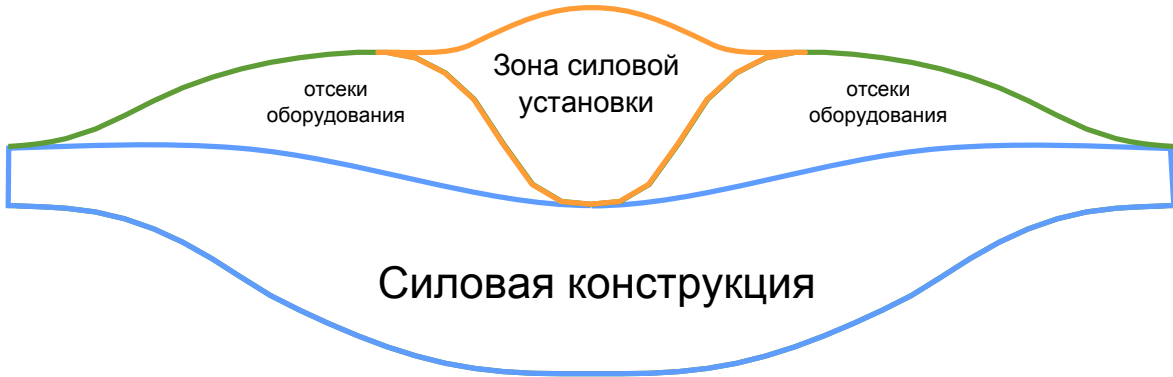 Зона силовой
установки
отсеки
оборудования
отсеки
оборудования
Силовая конструкция